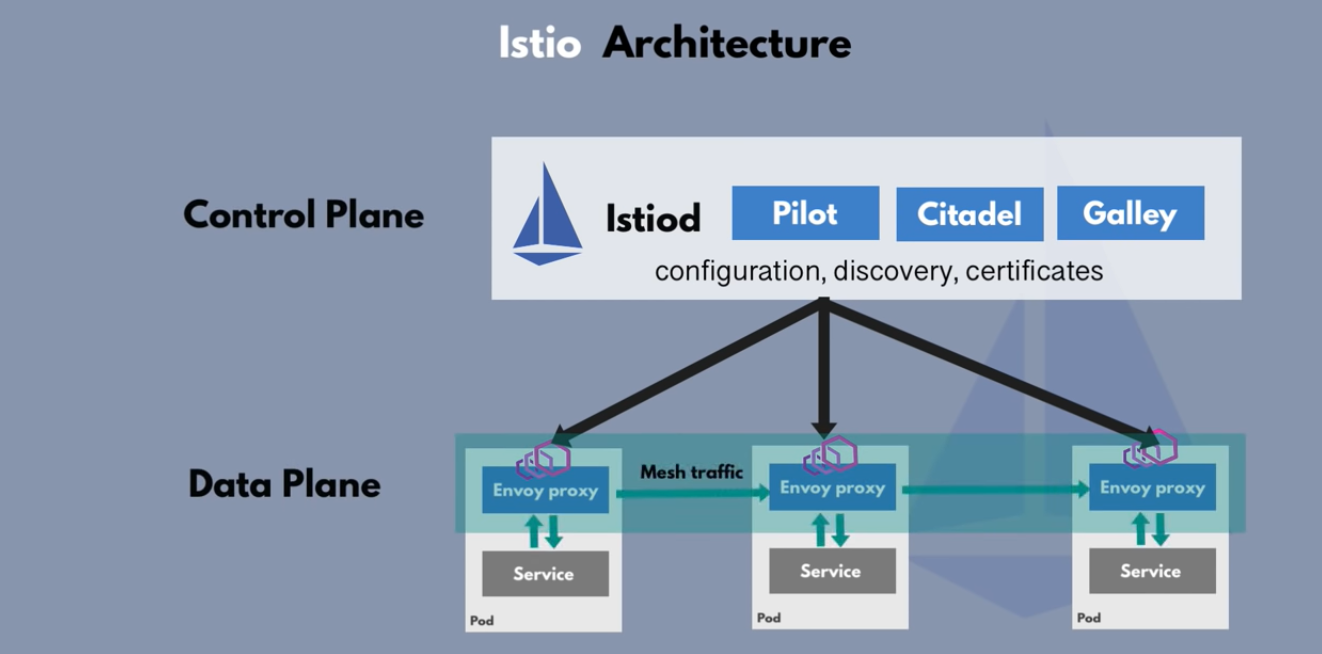 Istio Architecture
Control Plane
Istiod
Pilot
Citadel
Galley
configuration, discovery, certificates
Data Plane
Envoy proxy
Mesh traffic
Envoy proxy
Envoy proxy
Service
Service
Service
Pod
Pod
Pod